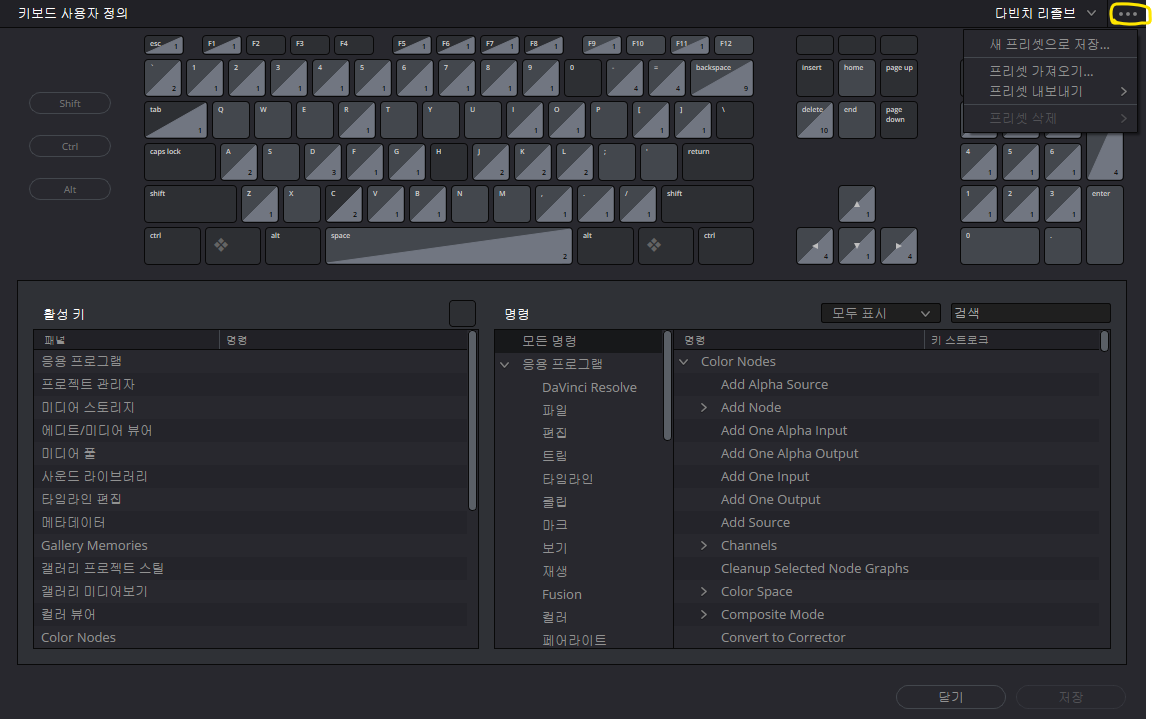 키보드 사용자 정의
다빈치 리졸브
새 프리셋으로 저장...
프리셋 가져오기...
프리셋 내보내기
프리셋 삭제
Shift
Ctrl
Alt
esc 1 F1 1 F2 F3 F4 F5 1 F6 1 F7 1 F8 1 F9 1 F10 F11 1 F12
` 2 1 1 2 1 3 1 4 1 5 1 6 1 7 1 8 1 9 1 0 - 4 = 4 backspace 9 insert home page up
tab 1 Q W E R 1 T Y U I 1 O 1 P [ 1 ] 1 \ delete 10 end page down
caps lock A 2 S D 3 F 1 G 1 H J 2 K 2 L 2 ; ' return 4 1 5 1 6 1 4
shift Z 1 X C 2 V 1 B 1 N M , 1 . 1 / 1 shift 1 1 1 2 1 3 1 enter
ctrl alt space 2 alt ctrl 4 1 4 0 .
활성 키
패널 명령
응용 프로그램
프로젝트 관리자
미디어 스토리지
에디트/미디어 뷰어
미디어 풀
사운드 라이브러리
타임라인 편집
메타데이터
Gallery Memories
갤러리 프로젝트 스틸
갤러리 미디어보기
컬러 뷰어
Color Nodes
명령
모두 표시
검색
모든 명령
응용 프로그램
DaVinci Resolve
파일
편집
트림
타임라인
클립
마크
보기
재생
Fusion
컬러
페어라이트
명령 키 스트로크
Color Nodes
Add Alpha Source
Add Node
Add One Alpha Input
Add One Alpha Output
Add One Input
Add One Output
Add Source
Channels
Cleanup Selected Node Graphs
Color Space
Composite Mode
Convert to Corrector
닫기
저장